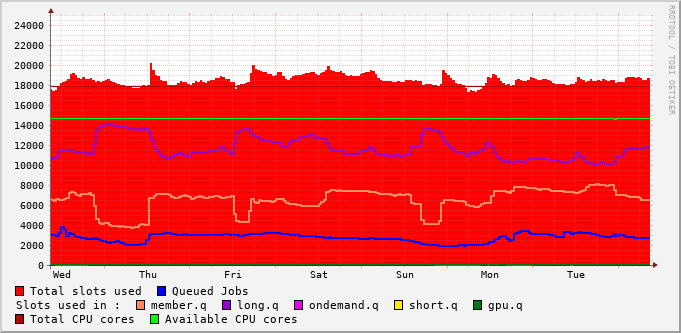 RRDTOOL / TOBI OETIKER
24000
22000
20000
18000
16000
14000
12000
10000
8000
6000
4000
2000
0
Wed Thu Fri Sat Sun Mon Tue
Total slots used Queued Jobs
Slots used in : member.q long.q ondemand.q short.q gpu.q
Total CPU cores Available CPU cores